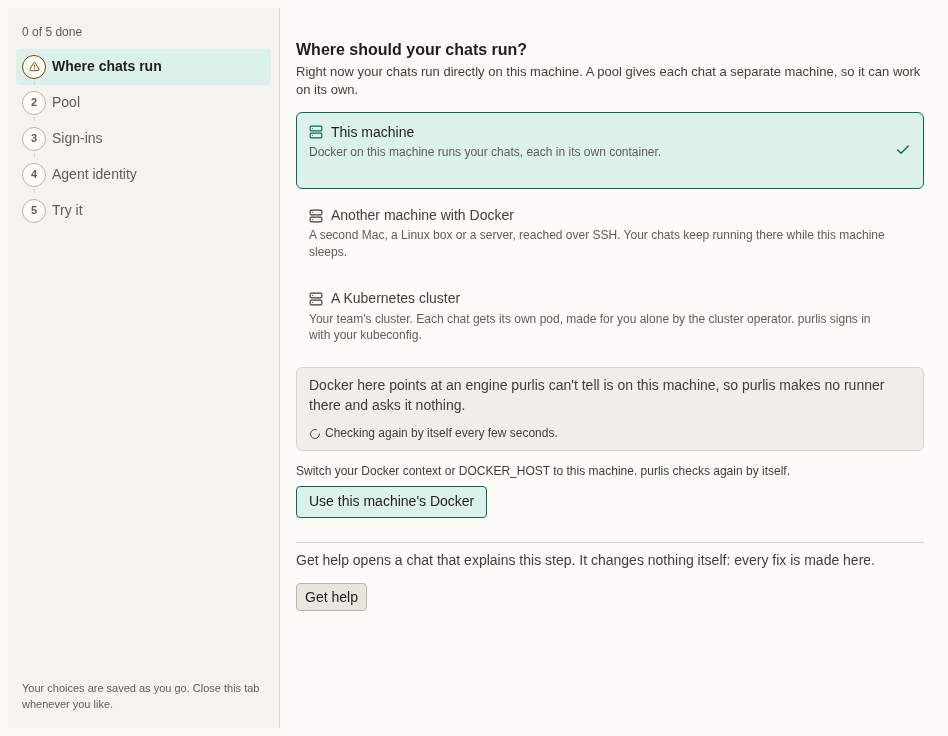 0 of 5 done
Where chats run
2 Pool
3 Sign-ins
4 Agent identity
5 Try it
Your choices are saved as you go. Close this tab
whenever you like.
Where should your chats run?
Right now your chats run directly on this machine. A pool gives each chat a separate machine, so it can work
on its own.
This machine
Docker on this machine runs your chats, each in its own container.
Another machine with Docker
A second Mac, a Linux box or a server, reached over SSH. Your chats keep running there while this machine
sleeps.
A Kubernetes cluster
Your team's cluster. Each chat gets its own pod, made for you alone by the cluster operator. purlis signs in
with your kubeconfig.
Docker here points at an engine purlis can't tell is on this machine, so purlis makes no runner
there and asks it nothing.
Checking again by itself every few seconds.
Switch your Docker context or DOCKER_HOST to this machine. purlis checks again by itself.
Use this machine's Docker
Get help opens a chat that explains this step. It changes nothing itself: every fix is made here.
Get help